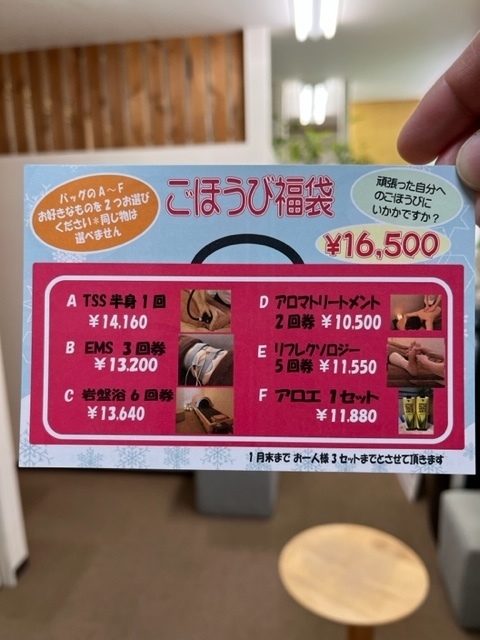 バッグのA～F
お好きなものを2つお選び
ください＊同じ物は
選べません
ごほうび福袋
頑張った自分へ
のごほうびに
いかがですか？
¥16,500
A TSS半身1回
¥14,160
B EMS 3回券
¥13,200
C 岩盤浴6回券
¥13,640
D アロマトリートメント
2回券 ¥10,500
E リフレクソロジー
5回券 ¥11,550
F アロエ 1セット
¥11,880
1月末まで お一人様3セットまでとさせて頂きます